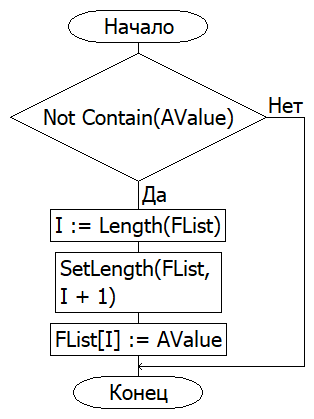 Начало
Not Contain(AValue)
Нет
Да
I := Length(FList)
SetLength(FList,
I + 1)
FList[I] := AValue
Конец